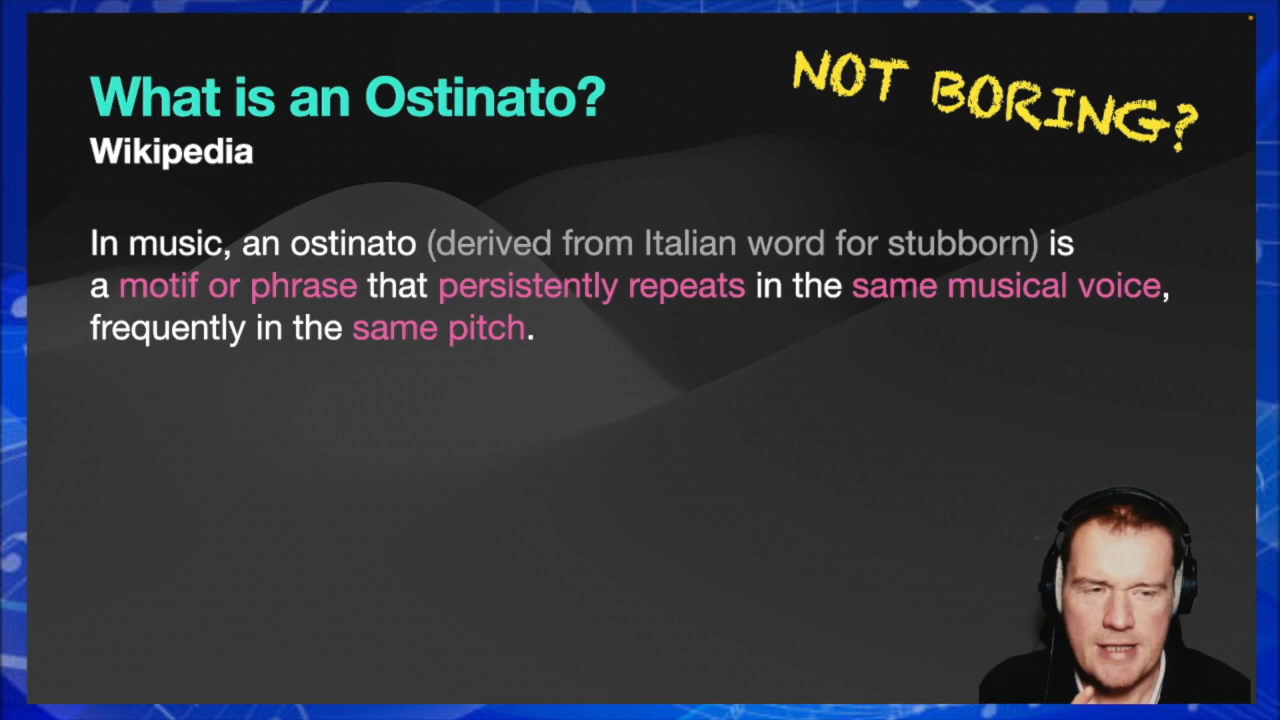 What is an Ostinato?
NOT BORING?
Wikipedia
In music, an ostinato (derived from Italian word for stubborn) is
a motif or phrase that persistently repeats in the same musical voice,
frequently in the same pitch.